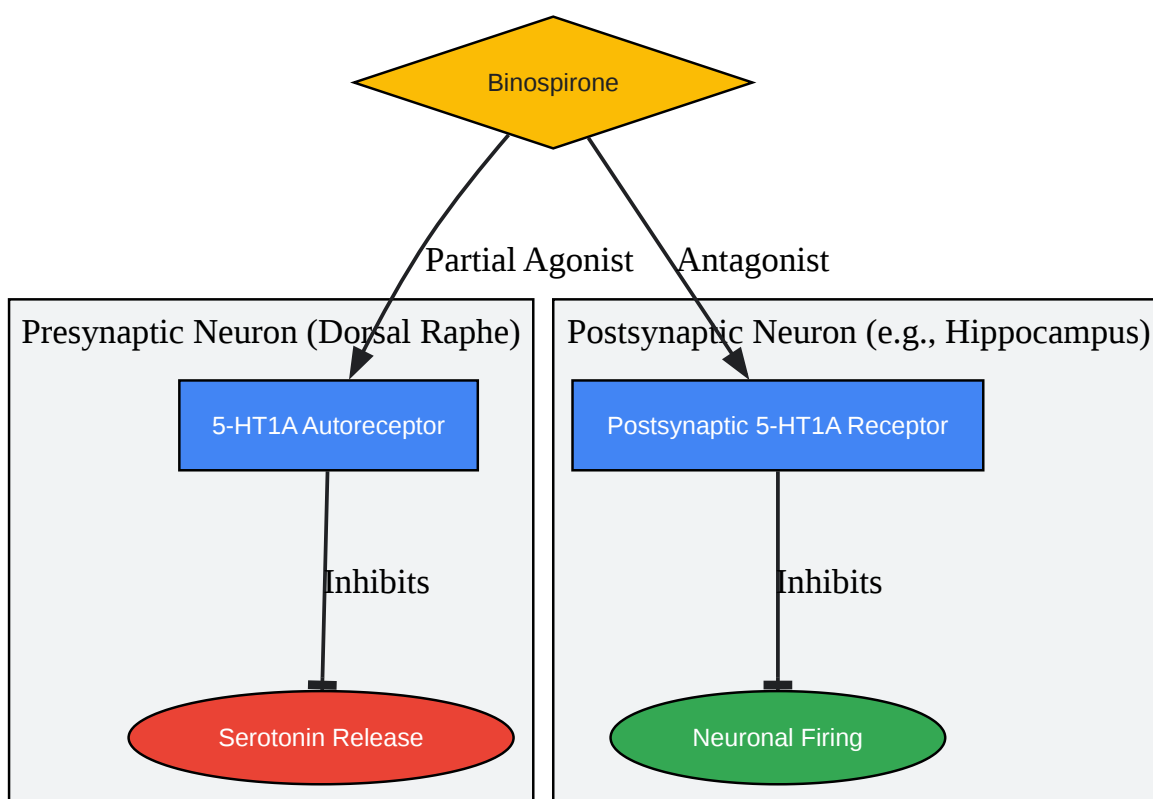 Binospirone
Partial Agonist
Antagonist
Presynaptic Neuron (Dorsal Raphe)
Postsynaptic Neuron (e.g., Hippocampus)
5-HT1A Autoreceptor
Postsynaptic 5-HT1A Receptor
Inhibits
Inhibits
Serotonin Release
Neuronal Firing